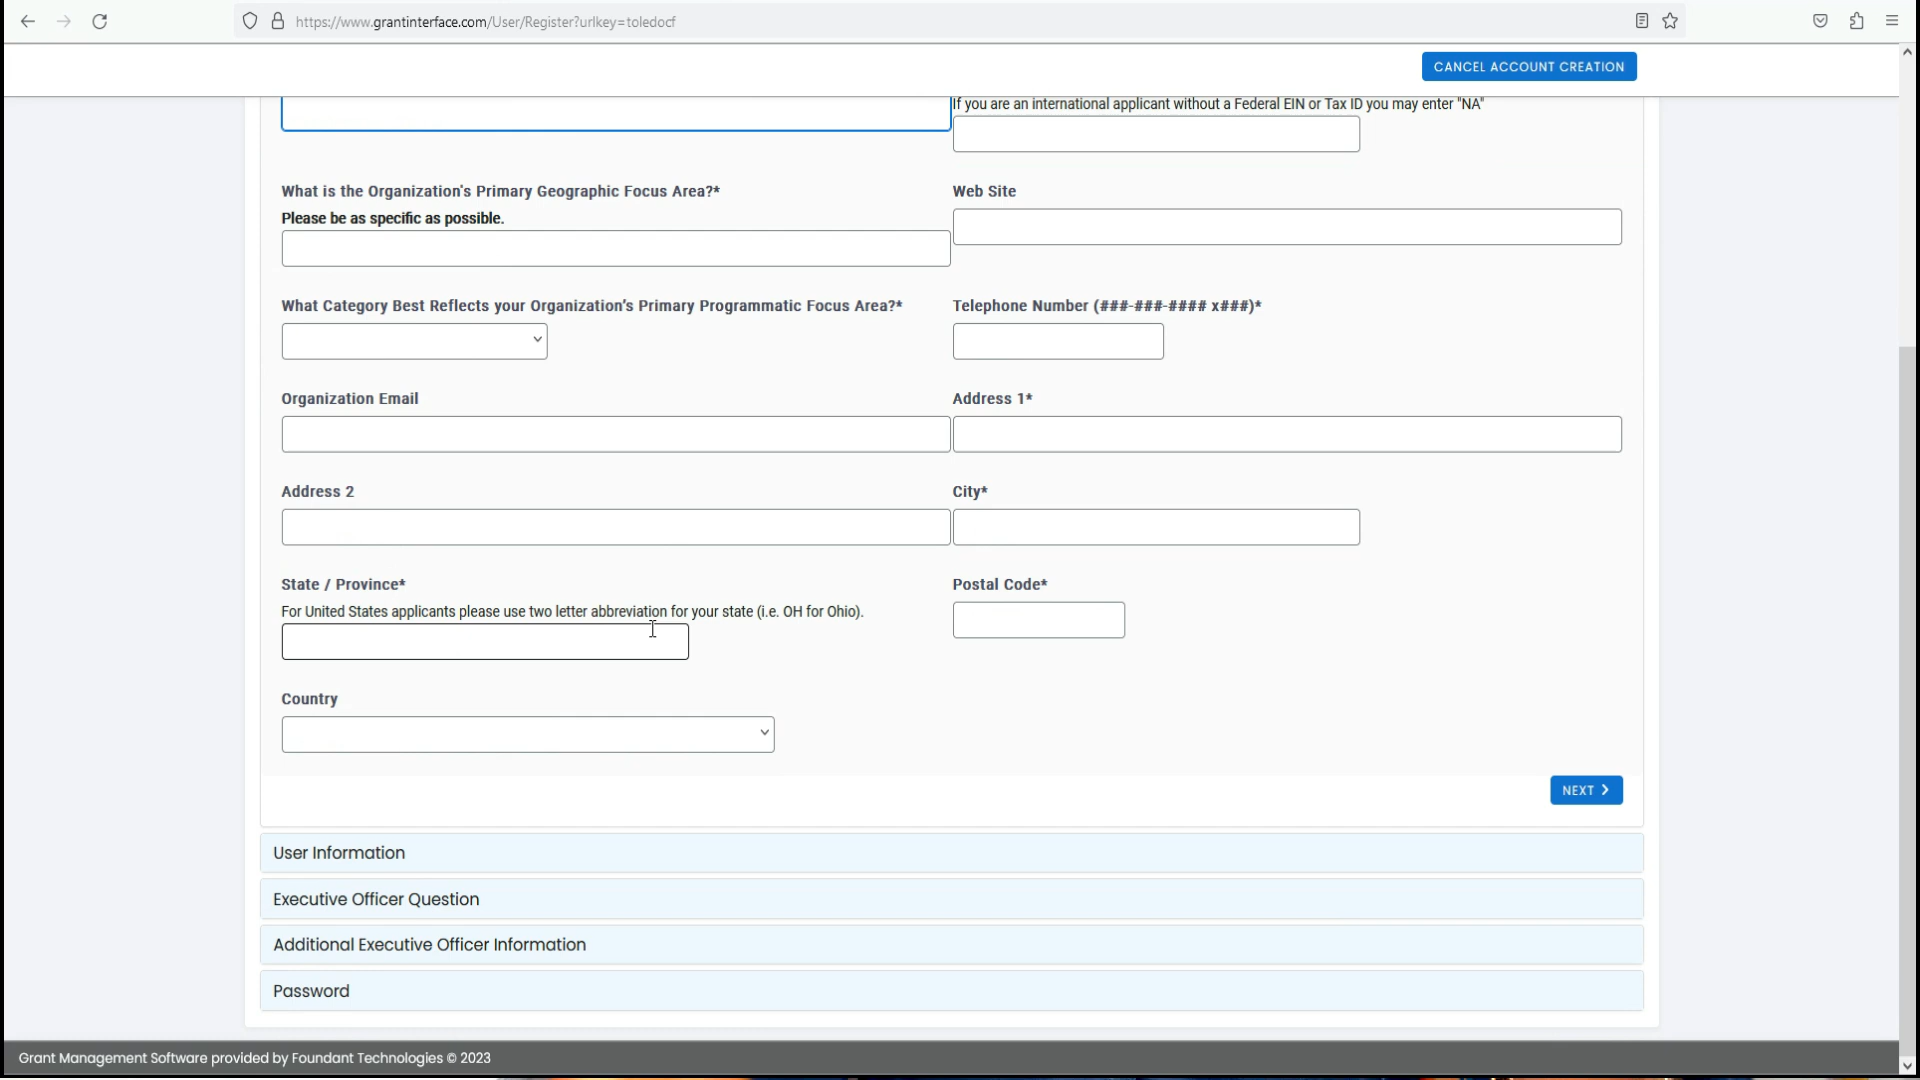 https://www.grantinterface.com/User/Register?urlkey=toledocf
CANCEL ACCOUNT CREATION
If you are an international applicant without a Federal EIN or Tax ID you may enter "NA"
What is the Organization's Primary Geographic Focus Area?*
Web Site
Please be as specific as possible.
What Category Best Reflects your Organization's Primary Programmatic Focus Area?*
Telephone Number (###-###-#### x###)*
Organization Email
Address 1*
Address 2
City*
State / Province*
Postal Code*
For United States applicants please use two letter abbreviation for your state (i.e. OH for Ohio).
Country
NEXT
User Information
Executive Officer Question
Additional Executive Officer Information
Password
Grant Management Software provided by Foundant Technologies © 2023